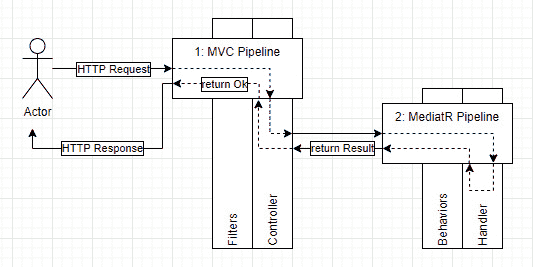 1: MVC Pipeline
HTTP Request
return Ok
Actor
2: MediatR Pipeline
HTTP Response
return Result
Filters
Controller
Behaviors
Handler